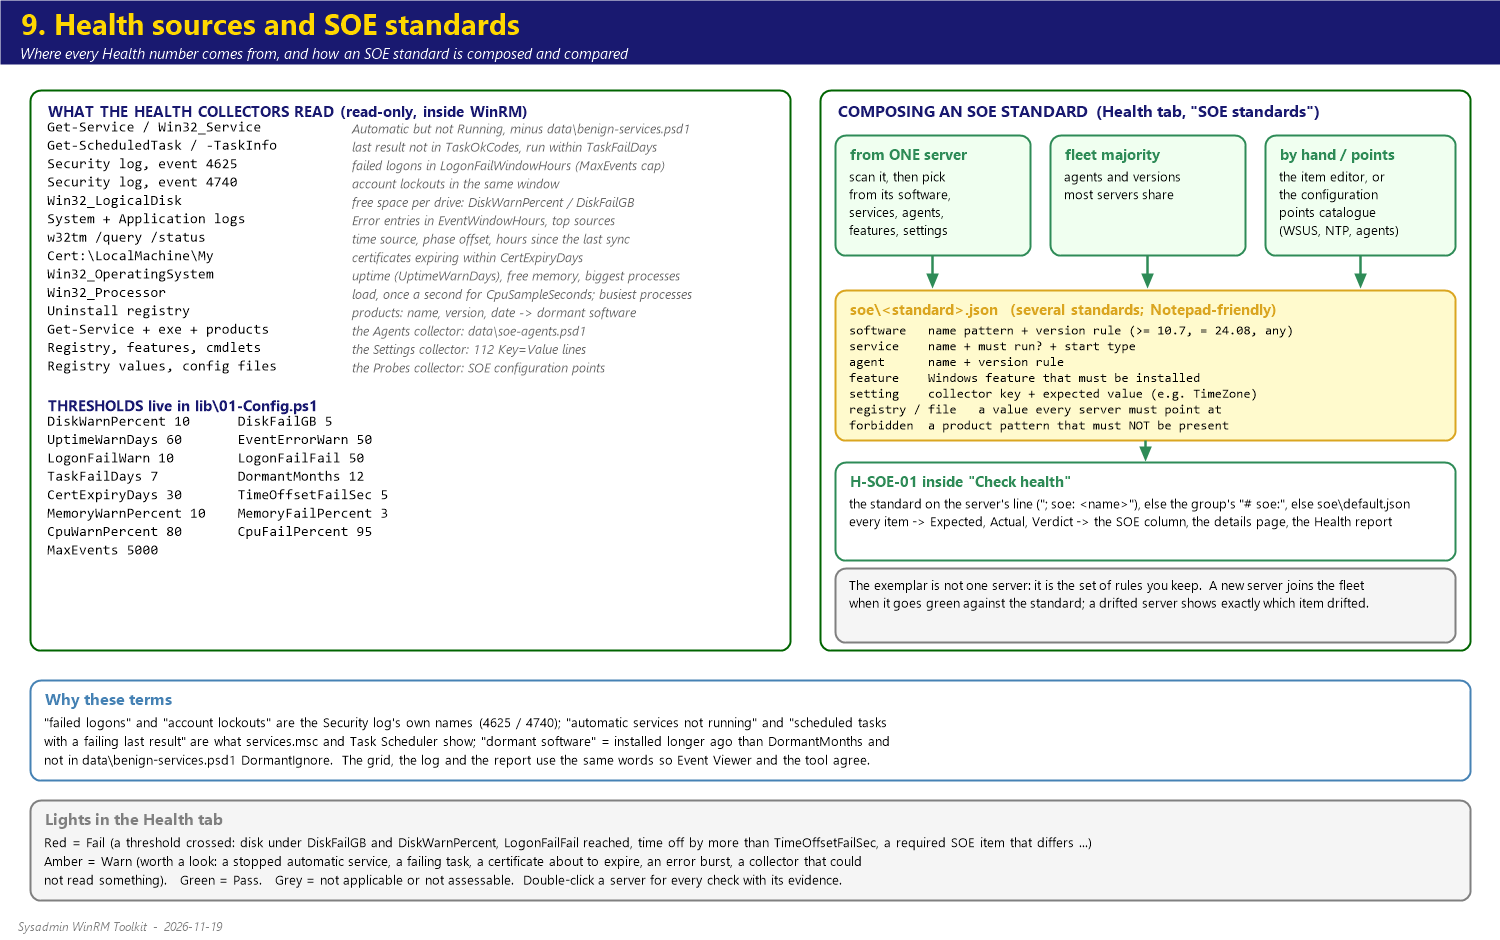 9. Health sources and SOE standards
Where every Health number comes from, and how an SOE standard is composed and compared
WHAT THE HEALTH COLLECTORS READ (read-only, inside WinRM)
Get-Service / Win32_Service Automatic but not Running, minus data\benign-services.psd1
Get-ScheduledTask / -TaskInfo last result not in TaskOkCodes, run within TaskFailDays
Security log, event 4625 failed logons in LogonFailWindowHours (MaxEvents cap)
Security log, event 4740 account lockouts in the same window
Win32_LogicalDisk free space per drive: DiskWarnPercent / DiskFailGB
System + Application logs Error entries in EventWindowHours, top sources
w32tm /query /status time source, phase offset, hours since the last sync
Cert:\LocalMachine\My certificates expiring within CertExpiryDays
Win32_OperatingSystem uptime (UptimeWarnDays), free memory, biggest processes
Win32_Processor load, once a second for CpuSampleSeconds; busiest processes
Uninstall registry products: name, version, date -> dormant software
Get-Service + exe + products the Agents collector: data\soe-agents.psd1
Registry, features, cmdlets the Settings collector: 112 Key=Value lines
Registry values, config files the Probes collector: SOE configuration points
THRESHOLDS live in lib\01-Config.ps1
DiskWarnPercent 10 DiskFailGB 5
UptimeWarnDays 60 EventErrorWarn 50
LogonFailWarn 10 LogonFailFail 50
TaskFailDays 7 DormantMonths 12
CertExpiryDays 30 TimeOffsetFailSec 5
MemoryWarnPercent 10 MemoryFailPercent 3
CpuWarnPercent 80 CpuFailPercent 95
MaxEvents 5000
COMPOSING AN SOE STANDARD (Health tab, "SOE standards")
from ONE server
scan it, then pick
from its software,
services, agents,
features, settings
fleet majority
agents and versions
most servers share
by hand / points
the item editor, or
the configuration
points catalogue
(WSUS, NTP, agents)
soe\<standard>.json (several standards; Notepad-friendly)
software name pattern + version rule (>= 10.7, = 24.08, any)
service name + must run? + start type
agent name + version rule
feature Windows feature that must be installed
setting collector key + expected value (e.g. TimeZone)
registry / file a value every server must point at
forbidden a product pattern that must NOT be present
H-SOE-01 inside "Check health"
the standard on the server's line ("; soe: <name>"), else the group's "# soe:", else soe\default.json
every item -> Expected, Actual, Verdict -> the SOE column, the details page, the Health report
The exemplar is not one server: it is the set of rules you keep. A new server joins the fleet
when it goes green against the standard; a drifted server shows exactly which item drifted.
Why these terms
"failed logons" and "account lockouts" are the Security log's own names (4625 / 4740); "automatic services not running" and "scheduled tasks
with a failing last result" are what services.msc and Task Scheduler show; "dormant software" = installed longer ago than DormantMonths and
not in data\benign-services.psd1 DormantIgnore. The grid, the log and the report use the same words so Event Viewer and the tool agree.
Lights in the Health tab
Red = Fail (a threshold crossed: disk under DiskFailGB and DiskWarnPercent, LogonFailFail reached, time off by more than TimeOffsetFailSec, a required SOE item that differs ...)
Amber = Warn (worth a look: a stopped automatic service, a failing task, a certificate about to expire, an error burst, a collector that could
not read something). Green = Pass. Grey = not applicable or not assessable. Double-click a server for every check with its evidence.
Sysadmin WinRM Toolkit - 2026-11-19